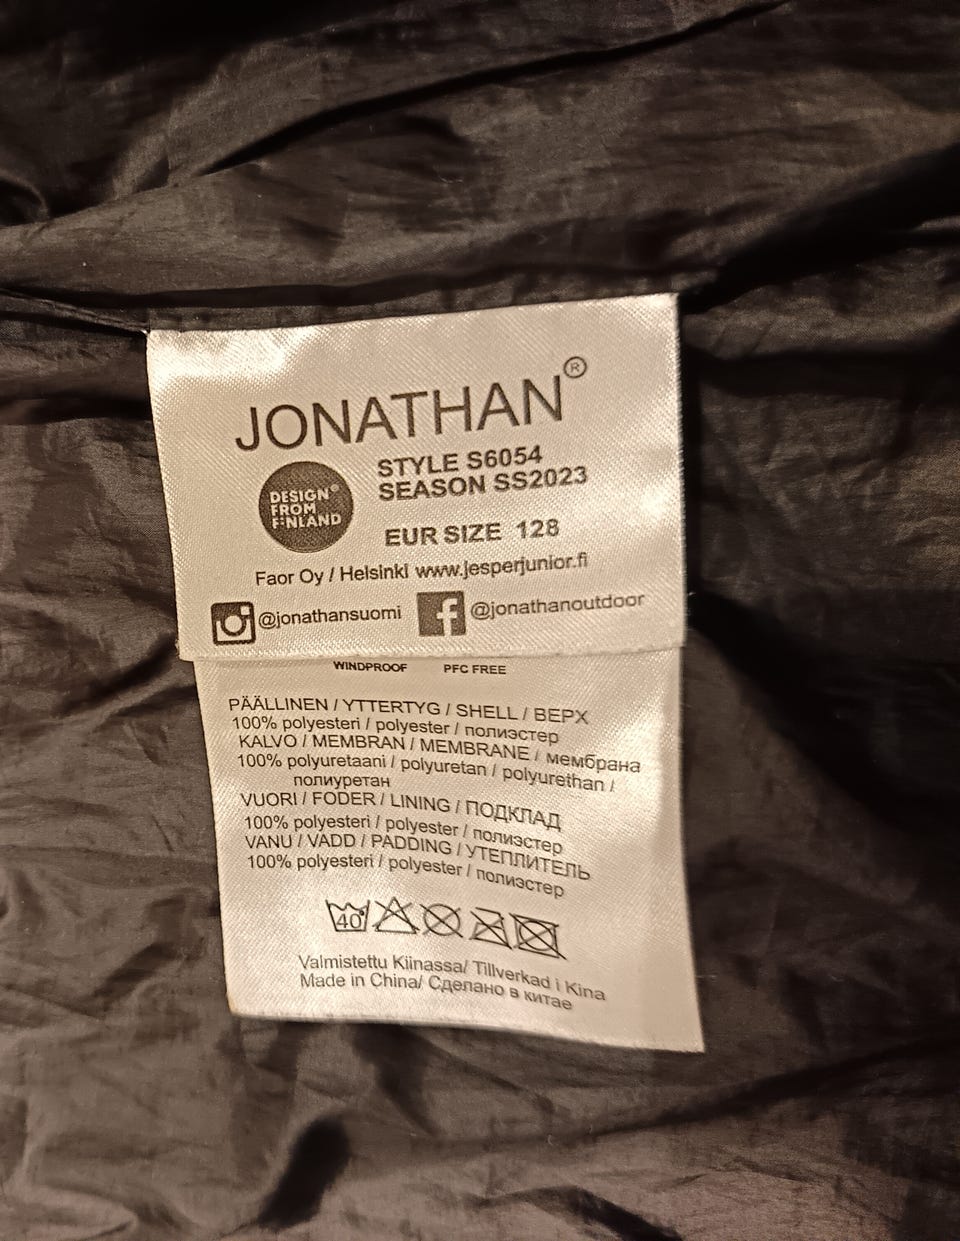 JONATHAN®
DESIGN®
FROM
FINLAND
STYLE S6054
SEASON SS2023
EUR SIZE 128
Faor Oy / Helsinki www.jesperjunior.fi
@jonathansuomi @jonathanoutdoor
WINDPROOF PFC FREE
PÄÄLLINEN / YTTERTYG / SHELL / ВЕРХ
100% polyesteri / polyester / полиэстер
KALVO / MEMBRAN / MEMBRANE / мембрана
100% polyuretaani / polyuretan / polyurethan /
полиуретан
VUORI / FODER / LINING / ПОДКЛАД
100% polyesteri / polyester / полиэстер
VANU / VADD / PADDING / УТЕПЛИТЕЛЬ
100% polyesteri / polyester / полиэстер
40°
Valmistettu Kiinassa/ Tillverkad i Kina
Made in China/ Сделано в китае